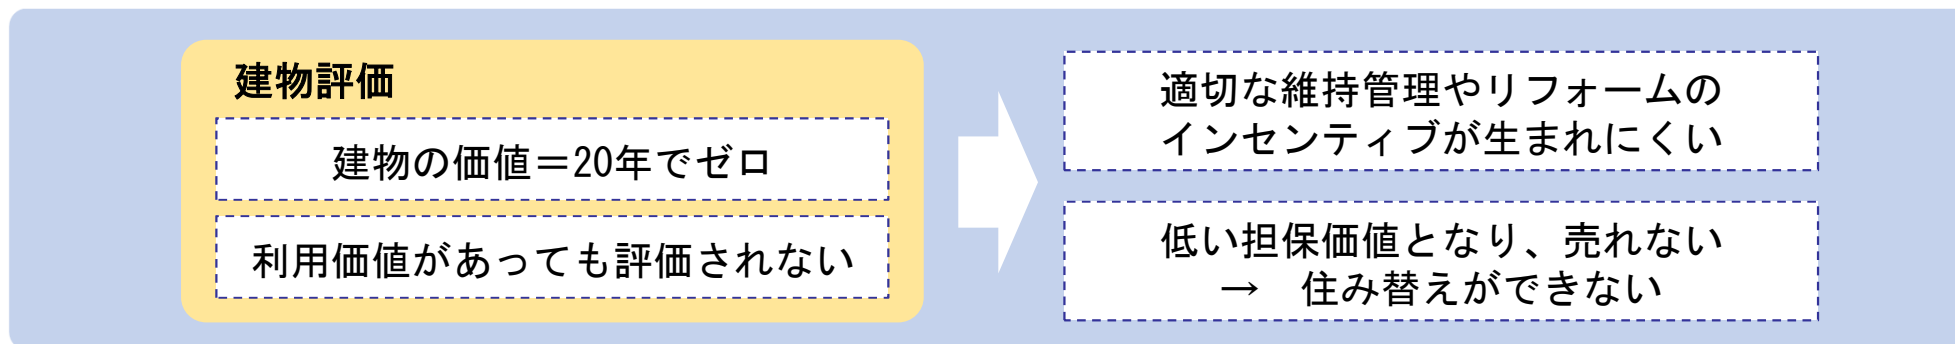 建物評価
建物の価値＝20年でゼロ
利用価値があっても評価されない
適切な維持管理やリフォームの
インセンティブが生まれにくい
低い担保価値となり、売れない
→　住み替えができない